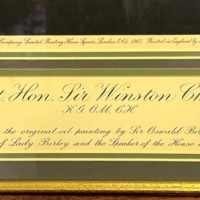 Company Limited, Printing House Square, London, E.C.4, 1965. Printed in England by
t. Hon. Sir Winston Ch
K.G. O.M. C.H.
the original oil painting by Sir Oswald Bir
of Lady Birley and the Speaker of the House